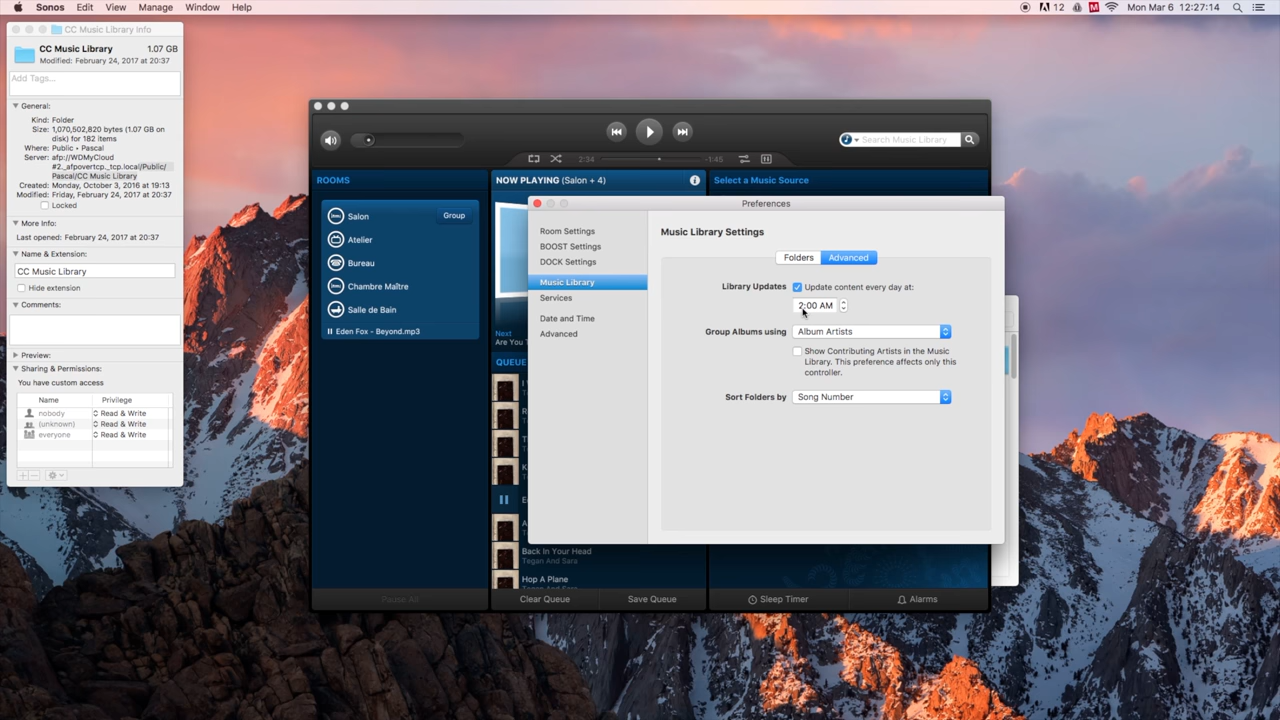 Sonos Edit View Manage Window Help
12 Mon Mar 6 12:27:14
CC Music Library Info
CC Music Library 1.07 GB
Modified: February 24, 2017 at 20:37
Add Tags...
General:
Kind: Folder
Size: 1,070,502,820 bytes (1.07 GB on
disk) for 182 items
Where: Public • Pascal
Server: afp://WDMyCloud
#2._afpovertcp._tcp.local/Public/
Pascal/CC Music Library
Created: Monday, October 3, 2016 at 19:13
Modified: Friday, February 24, 2017 at 20:37
Locked
More Info:
Last opened: February 24, 2017 at 20:37
Name & Extension:
CC Music Library
Hide extension
Comments:
Preview:
Sharing & Permissions:
You have custom access
Name Privilege
nobody Read & Write
(unknown) Read & Write
everyone Read & Write
Search Music Library
2:34 -1:45
ROOMS
Salon Group
Atelier
Bureau
Chambre Maître
Salle de Bain
Eden Fox - Beyond.mp3
Pause All
NOW PLAYING (Salon + 4)
Next
Are You T
QUEUE
Back In Your Head
Tegan And Sara
Hop A Plane
Tegan And Sara
Clear Queue Save Queue
Select a Music Source
Sleep Timer Alarms
Preferences
Room Settings
BOOST Settings
DOCK Settings
Music Library
Services
Date and Time
Advanced
Music Library Settings
Folders Advanced
Library Updates Update content every day at:
2:00 AM
Group Albums using Album Artists
Show Contributing Artists in the Music
Library. This preference affects only this
controller.
Sort Folders by Song Number